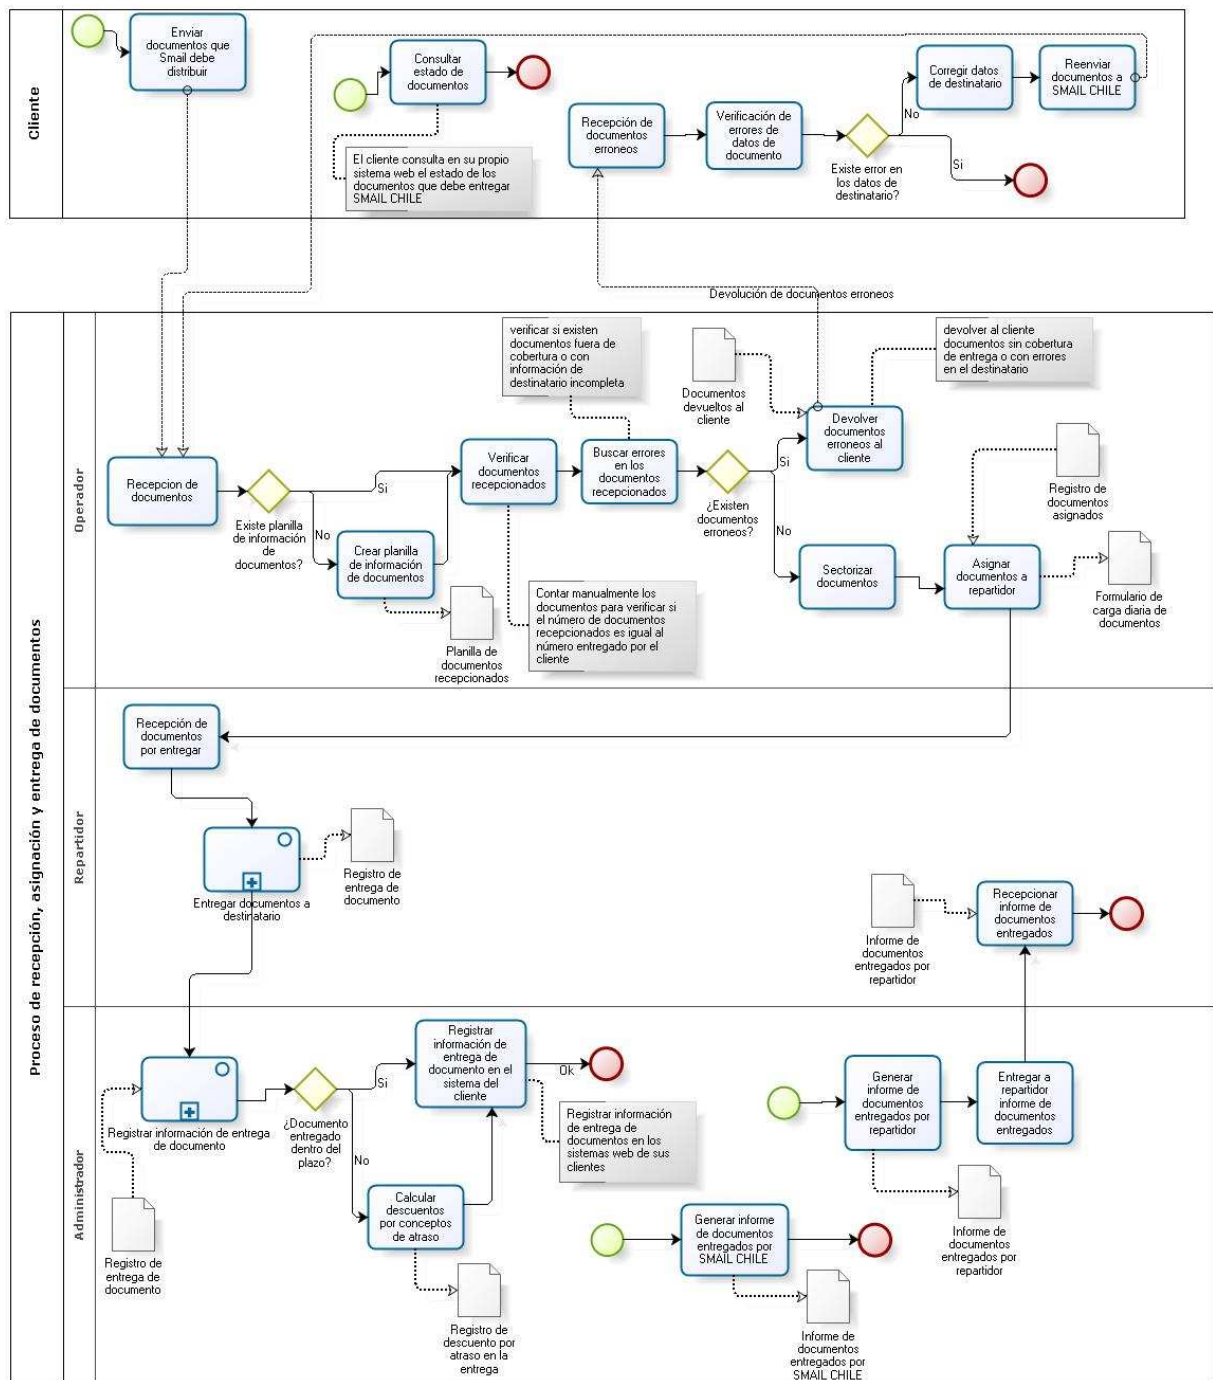 Cliente
Enviar
documentos que
Smail debe
distribuir
Consultar
estado de
documentos
El cliente consulta en su propio
sistema web el estado de los
documentos que debe entregar
SMAIL CHILE
Recepción de
documentos
erroneos
Verificación de
errores de
datos de
documento
Existe error en
los datos de
destinatario?
No
Si
Corregir datos
de destinatario
Reenviar
documentos a
SMAIL CHILE
Devolución de documentos erroneos
Proceso de recepción, asignación y entrega de documentos
Operador
Recepcion de
documentos
Existe planilla
de información
de
documentos?
Si
No
Crear planilla
de información
de documentos
Planilla de
documentos
recepcionados
Verificar
documentos
recepcionados
Contar manualmente los
documentos para verificar si
el número de documentos
recepcionados es igual al
número entregado por el
cliente
verificar si existen
documentos fuera de
cobertura o con
información de
destinatario incompleta
Buscar errores
en los
documentos
recepcionados
¿Existen
documentos
erroneos?
Si
No
Documentos
devueltos al
cliente
Devolver
documentos
erroneos al
cliente
devolver al cliente
documentos sin cobertura
de entrega o con errores
en el destinatario
Sectorizar
documentos
Asignar
documentos a
repartidor
Registro de
documentos
asignados
Formulario de
carga diaria de
documentos
Repartidor
Recepción de
documentos
por entregar
Entregar documentos a
destinatario
Registro de
entrega de
documento
Informe de
documentos
entregados por
repartidor
Recepcionar
informe de
documentos
entregados
Administrador
Registrar información de entrega
de documento
Registro de
entrega de
documento
¿Documento
entregado
dentro del
plazo?
Si
No
Registrar
información de
entrega de
documento en el
sistema del
cliente
Ok
Registrar información
de entrega de
documentos en los
sistemas web de sus
clientes
Calcular
descuentos
por conceptos
de atraso
Registro de
descuento por
atraso en la
entrega
Generar informe
de documentos
entregados por
SMAIL CHILE
Informe de
documentos
entregados por
SMAIL CHILE
Generar
informe de
documentos
entregados por
repartidor
Informe de
documentos
entregados por
repartidor
Entregar a
repartidor
informe de
documentos
entregados